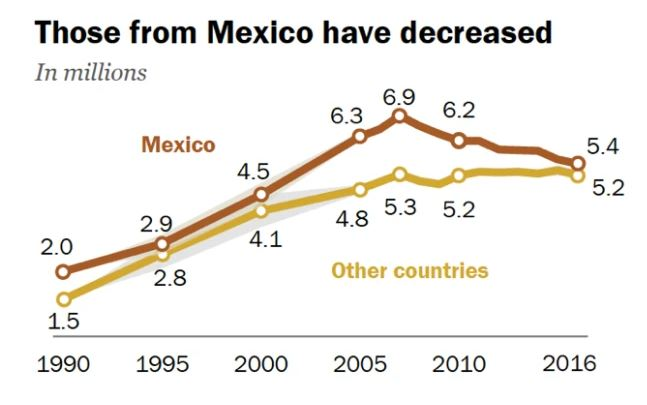 Those from Mexico have decreased
In millions
6.9
6.3
6.2
Mexico
5.4
4.5
5.2
2.9
5.3
5.2
4.8
2.0
4.1
2.8
Other countries
1.5
1990 1995 2000 2005 2010 2016